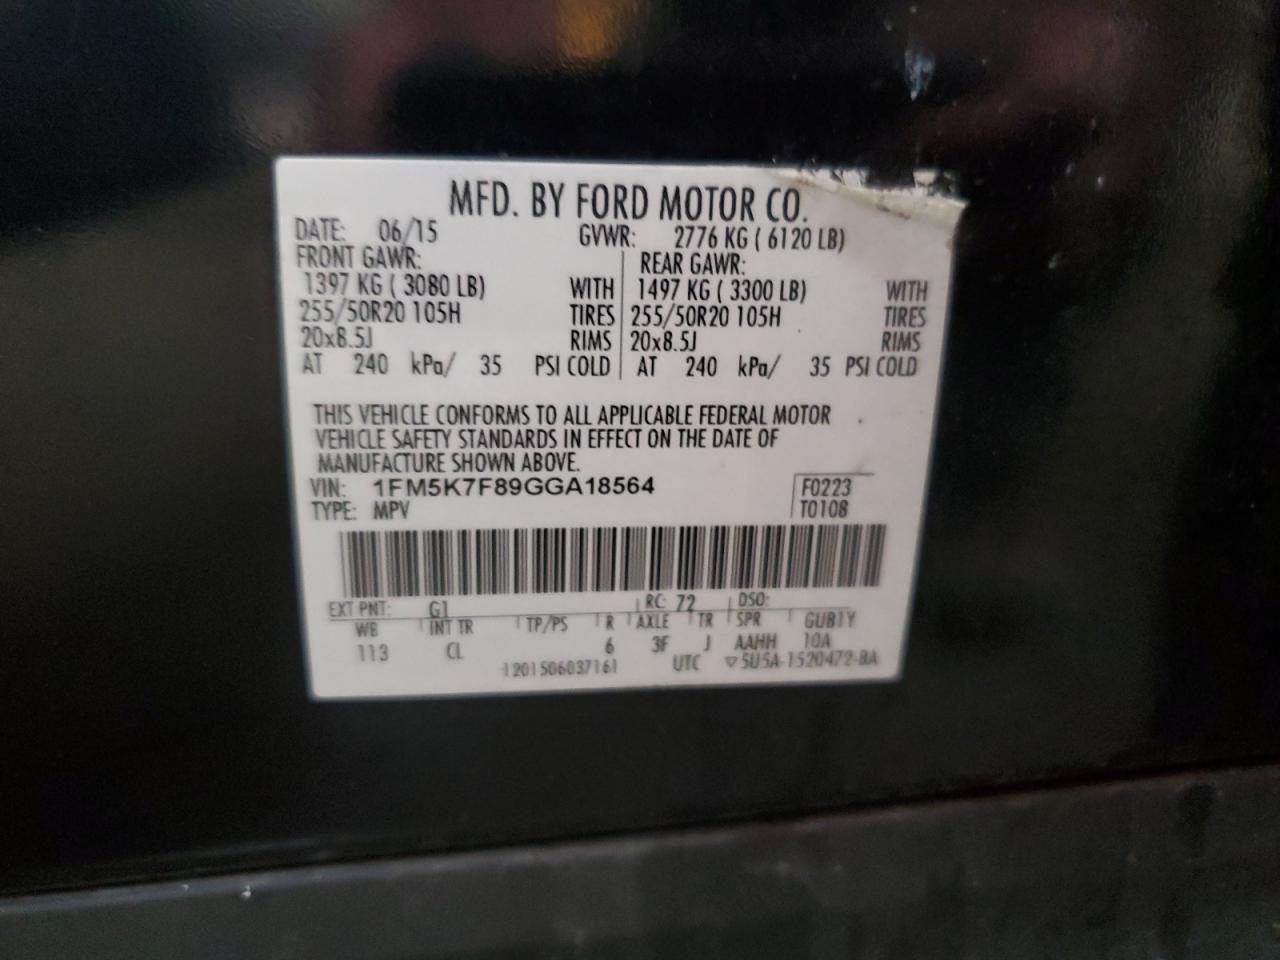 MFD. BY FORD MOTOR CO.
DATE: 06/15 GVWR: 2776 KG ( 6120 LB)
FRONT GAWR: REAR GAWR:
1397 KG ( 3080 LB) WITH 1497 KG ( 3300 LB) WITH
255/50R20 105H TIRES 255/50R20 105H TIRES
20x8.5J RIMS 20x8.5J RIMS
AT 240 kPa/ 35 PSI COLD AT 240 kPa/ 35 PSI COLD
THIS VEHICLE CONFORMS TO ALL APPLICABLE FEDERAL MOTOR
VEHICLE SAFETY STANDARDS IN EFFECT ON THE DATE OF
MANUFACTURE SHOWN ABOVE.
VIN: 1FM5K7F89GGA18564 F0223
TYPE: MPV T0108
EXT PNT: G1 RC: 72 DSO:
WB INT TR TP/PS R AXLE TR SPR GUB1Y
113 CL 6 3F J AAHH 10A
1201506037161 UTC ▽5U5A-1520472-BA